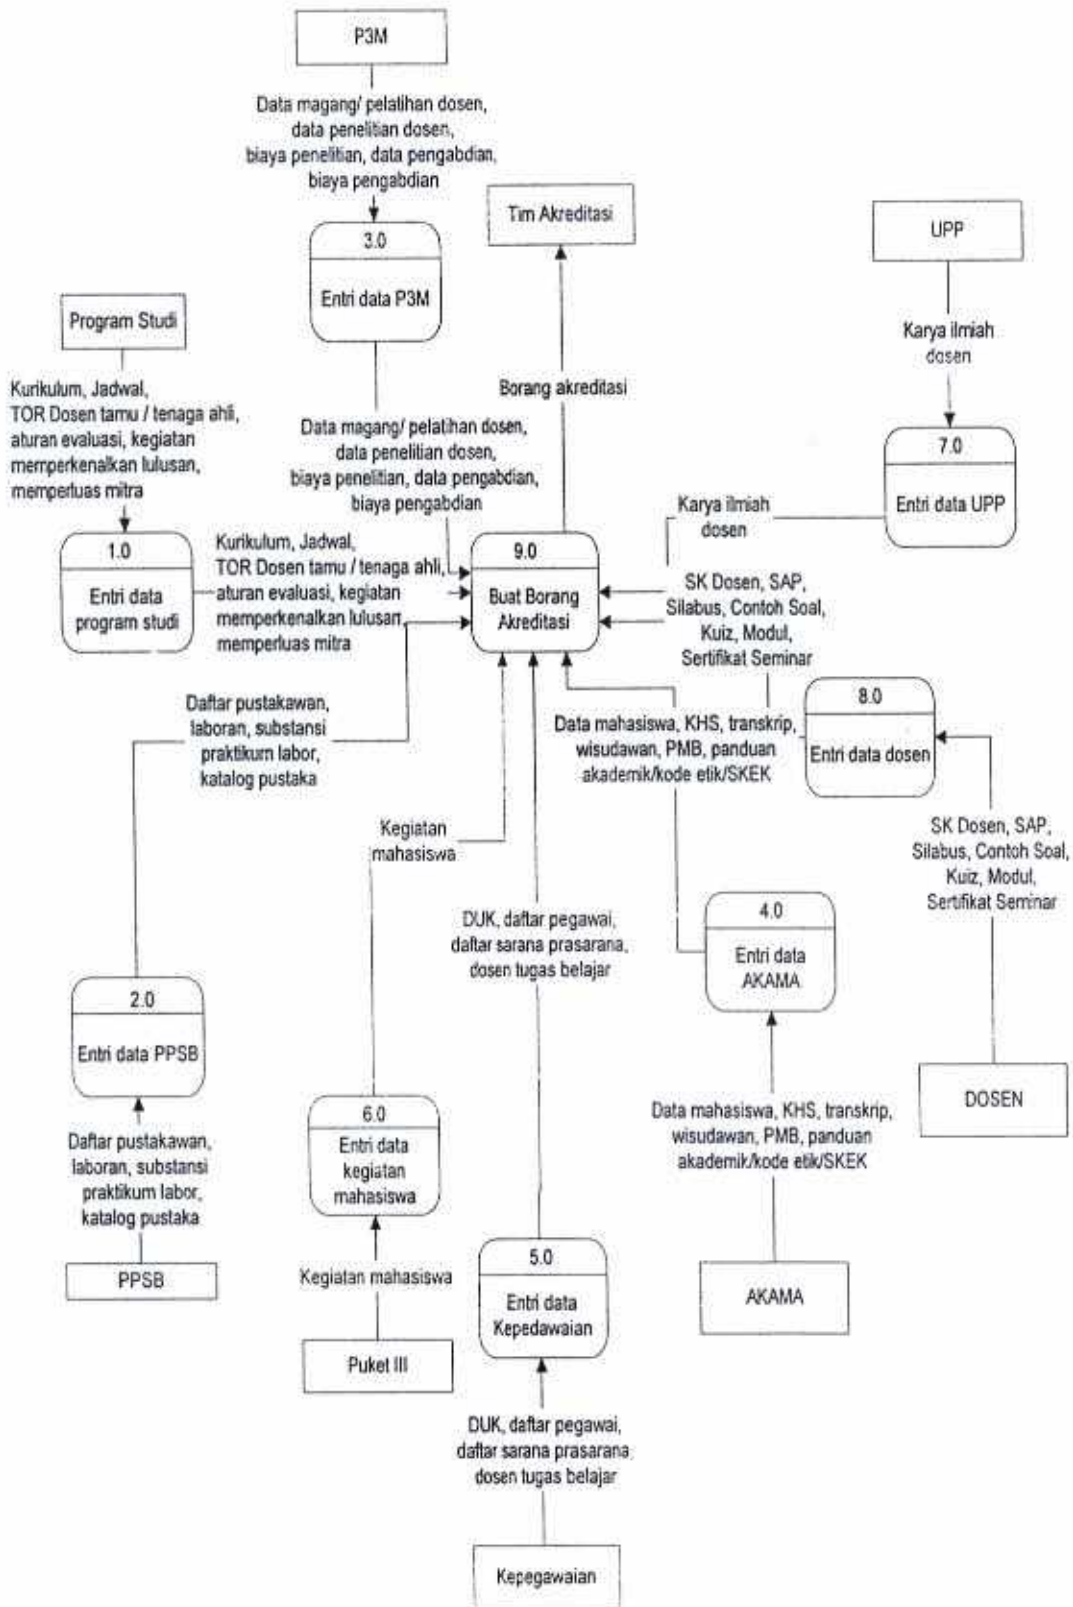 P3M
Data magang/ pelatihan dosen,
data penelitian dosen,
biaya penelitian, data pengabdian,
biaya pengabdian
3.0
Entri data P3M
Tim Akreditasi
UPP
Program Studi
Kurikulum, Jadwal,
TOR Dosen tamu / tenaga ahli,
aturan evaluasi, kegiatan
memperkenalkan lulusan,
memperluas mitra
Borang akreditasi
Karya ilmiah
dosen
Data magang/ pelatihan dosen,
data penelitian dosen,
biaya penelitian, data pengabdian,
biaya pengabdian
7.0
Entri data UPP
Karya ilmiah
dosen
1.0
Entri data
program studi
Kurikulum, Jadwal,
TOR Dosen tamu / tenaga ahli,
aturan evaluasi, kegiatan
memperkenalkan lulusan,
memperluas mitra
9.0
Buat Borang
Akreditasi
SK Dosen, SAP,
Silabus, Contoh Soal,
Kuiz, Modul,
Sertifikat Seminar
Daftar pustakawan,
laboran, substansi
praktikum labor,
katalog pustaka
Data mahasiswa, KHS, transkrip,
wisudawan, PMB, panduan
akademik/kode etik/SKEK
8.0
Entri data dosen
Kegiatan
mahasiswa
SK Dosen, SAP,
Silabus, Contoh Soal,
Kuiz, Modul,
Sertifikat Seminar
DUK, daftar pegawai,
daftar sarana prasarana,
dosen tugas belajar
4.0
Entri data
AKAMA
2.0
Entri data PPSB
DOSEN
6.0
Entri data
kegiatan
mahasiswa
Data mahasiswa, KHS, transkrip,
wisudawan, PMB, panduan
akademik/kode etik/SKEK
Daftar pustakawan,
laboran, substansi
praktikum labor,
katalog pustaka
PPSB
Kegiatan mahasiswa
5.0
Entri data
Kepedawaian
AKAMA
Puket III
DUK, daftar pegawai,
daftar sarana prasarana,
dosen tugas belajar
Kepegawaian